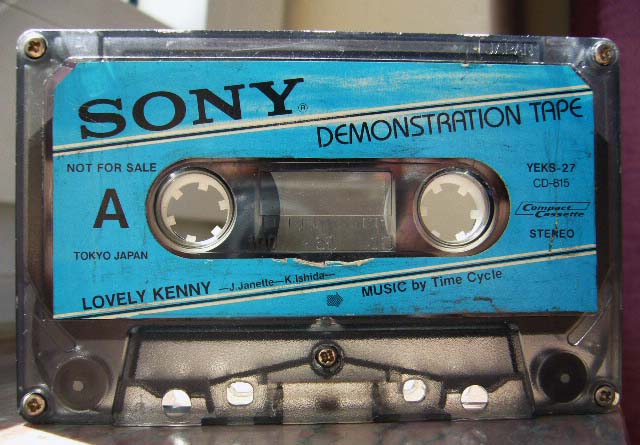 JAPAN
SONY®
DEMONSTRATION TAPE
NOT FOR SALE
A
TOKYO JAPAN
YEKS-27
CD-815
Compact Cassette
STEREO
LOVELY KENNY —J.Janette—K.Ishida—
MUSIC by Time Cycle